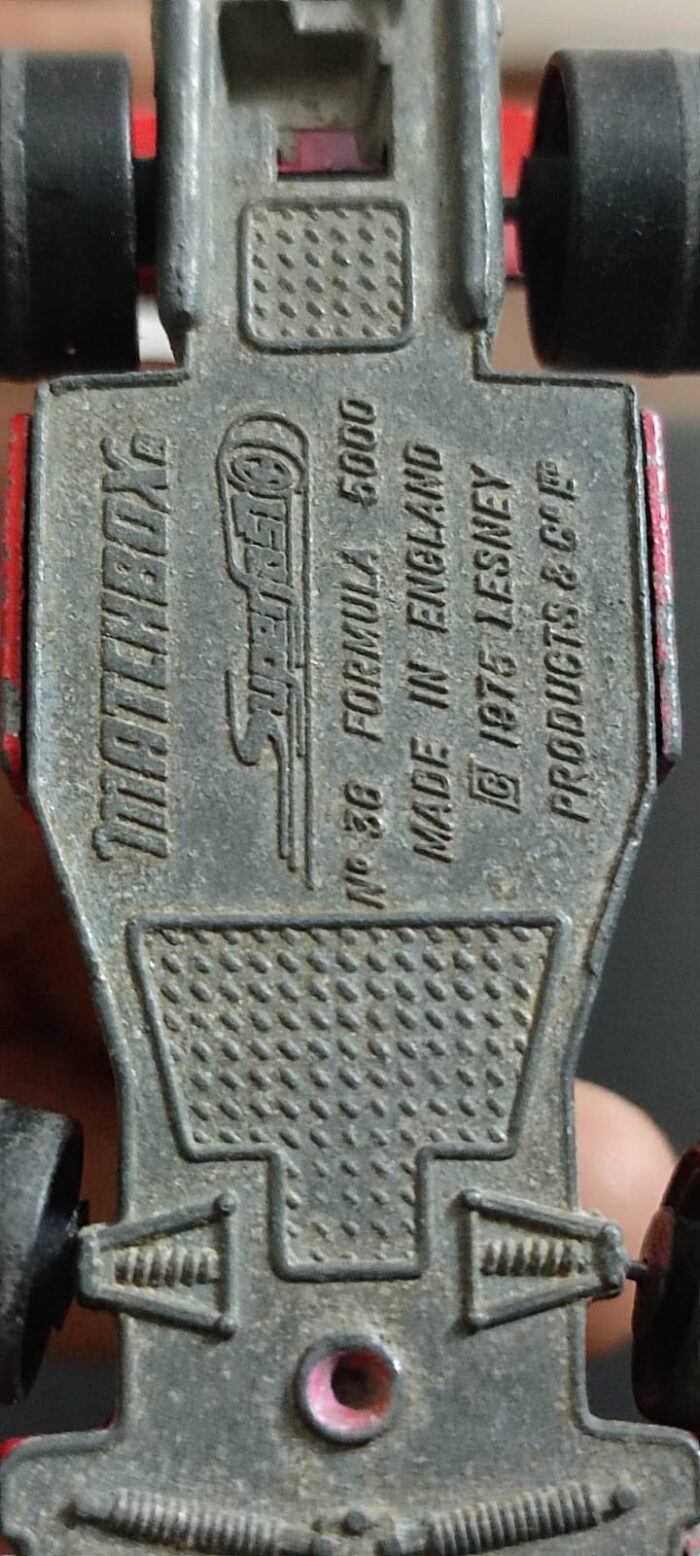 MATCHBOX®
Superfast
Nº 36 FORMULA 5000
MADE IN ENGLAND
© 1975 LESNEY
PRODUCTS & Cº Lᵀᴰ